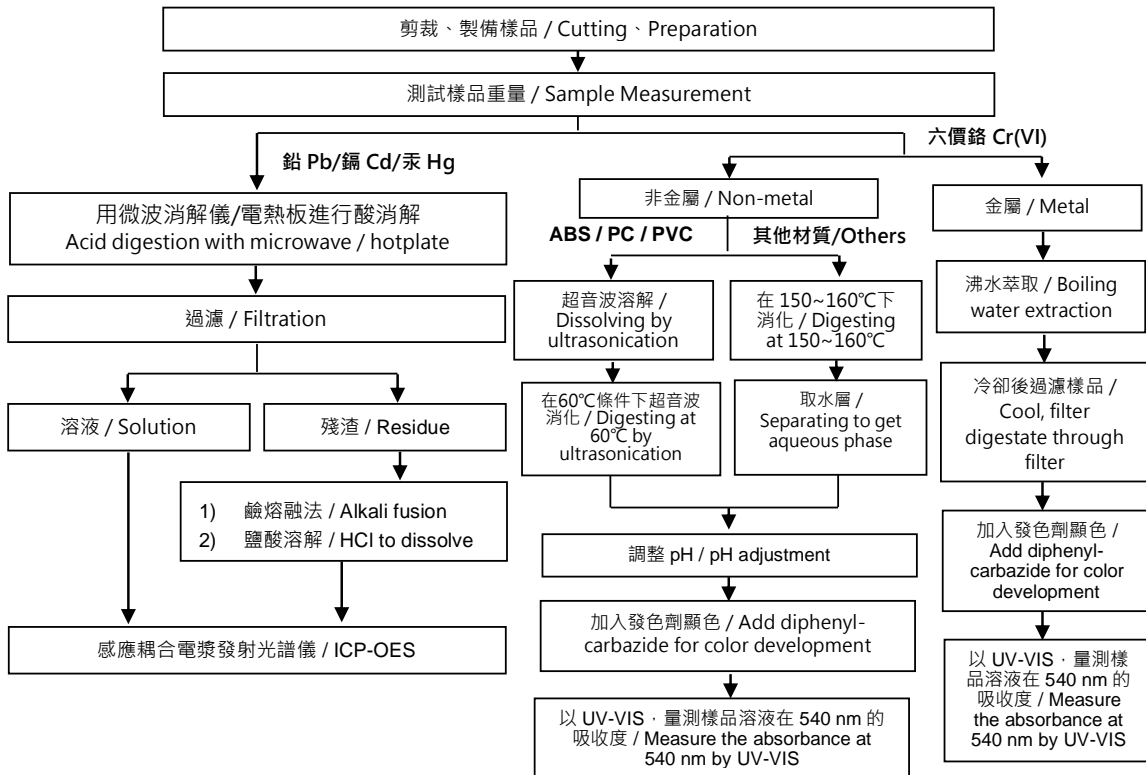 剪裁、製備樣品 / Cutting、Preparation
測試樣品重量 / Sample Measurement
鉛 Pb/鎘 Cd/汞 Hg
用微波消解儀/電熱板進行酸消解
Acid digestion with microwave / hotplate
過濾 / Filtration
溶液 / Solution
殘渣 / Residue
1) 鹼熔融法 / Alkali fusion
2) 鹽酸溶解 / HCl to dissolve
感應耦合電漿發射光譜儀 / ICP-OES
六價鉻 Cr(VI)
非金屬 / Non-metal
ABS / PC / PVC
其他材質/Others
超音波溶解 /
Dissolving by
ultrasonication
在60℃條件下超音波
消化 / Digesting at
60℃ by
ultrasonication
在 150~160℃下
消化 / Digesting
at 150~160℃
取水層 /
Separating to get
aqueous phase
調整 pH / pH adjustment
加入發色劑顯色 / Add diphenyl-
carbazide for color development
以 UV-VIS﹐量測樣品溶液在 540 nm 的
吸收度 / Measure the absorbance at
540 nm by UV-VIS
金屬 / Metal
沸水萃取 / Boiling
water extraction
冷卻後過濾樣品 /
Cool, filter
digestate through
filter
加入發色劑顯色 /
Add diphenyl-
carbazide for color
development
以 UV-VIS﹐量測樣
品溶液在 540 nm 的
吸收度 / Measure
the absorbance at
540 nm by UV-VIS